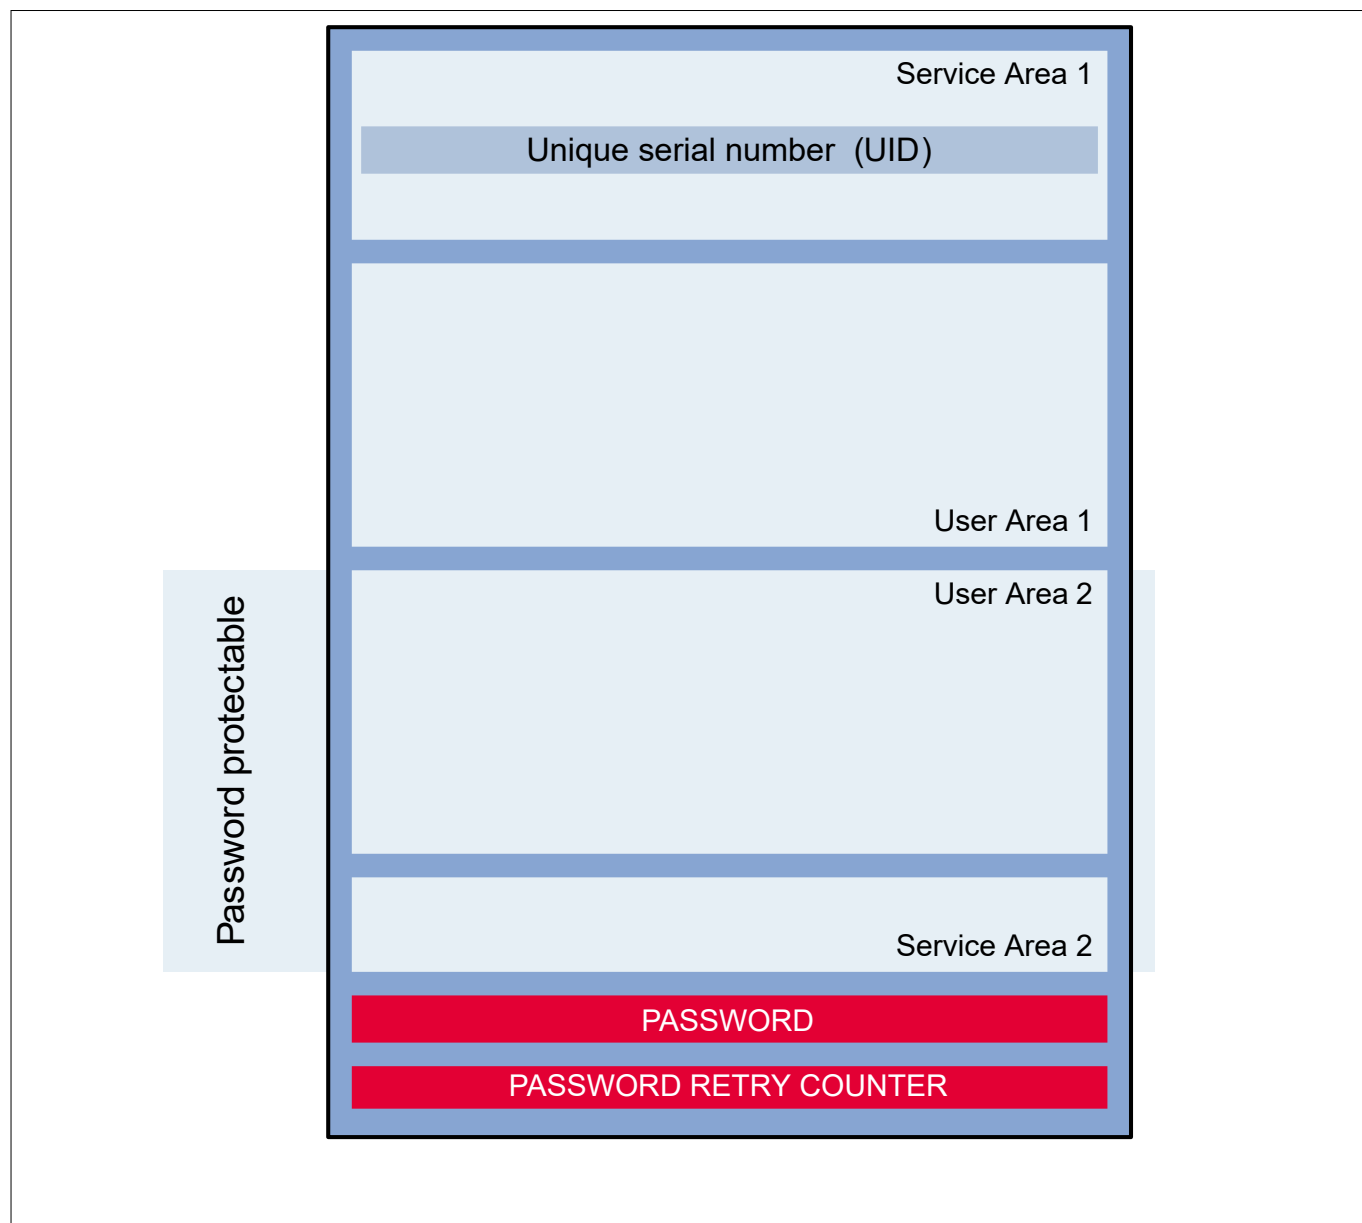 Service Area 1
Unique serial number (UID)
User Area 1
User Area 2
Password protectable
Service Area 2
PASSWORD
PASSWORD RETRY COUNTER